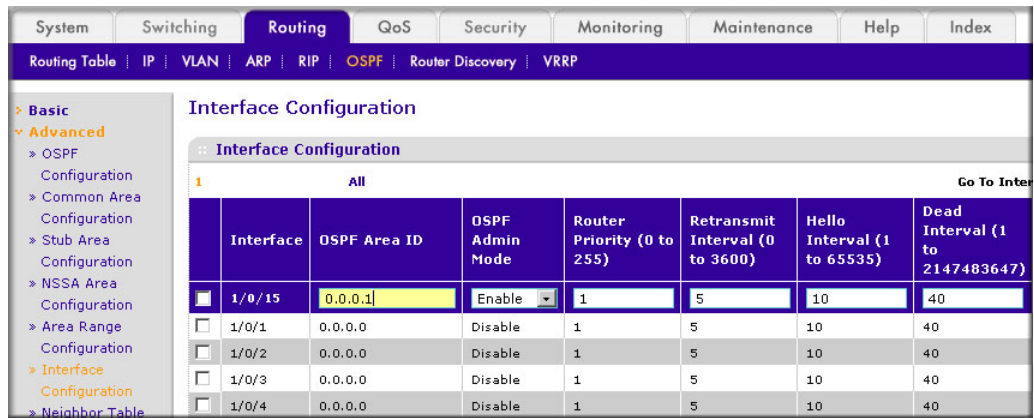 System Switching Routing QoS Security Monitoring Maintenance Help Index
Routing Table IP VLAN ARP RIP OSPF Router Discovery VRRP
Basic
Advanced
» OSPF
Configuration
» Common Area
Configuration
» Stub Area
Configuration
» NSSA Area
Configuration
» Area Range
Configuration
» Interface
Configuration
» Neighbor Table
Interface Configuration
Interface Configuration
1 All Go To Inter
Interface
OSPF Area ID
OSPF
Admin
Mode
Router
Priority (0 to
255)
Retransmit
Interval (0
to 3600)
Hello
Interval (1
to 65535)
Dead
Interval (1
to
2147483647)
1/0/15 0.0.0.1 Enable 1 5 10 40
1/0/1 0.0.0.0 Disable 1 5 10 40
1/0/2 0.0.0.0 Disable 1 5 10 40
1/0/3 0.0.0.0 Disable 1 5 10 40
1/0/4 0.0.0.0 Disable 1 5 10 40